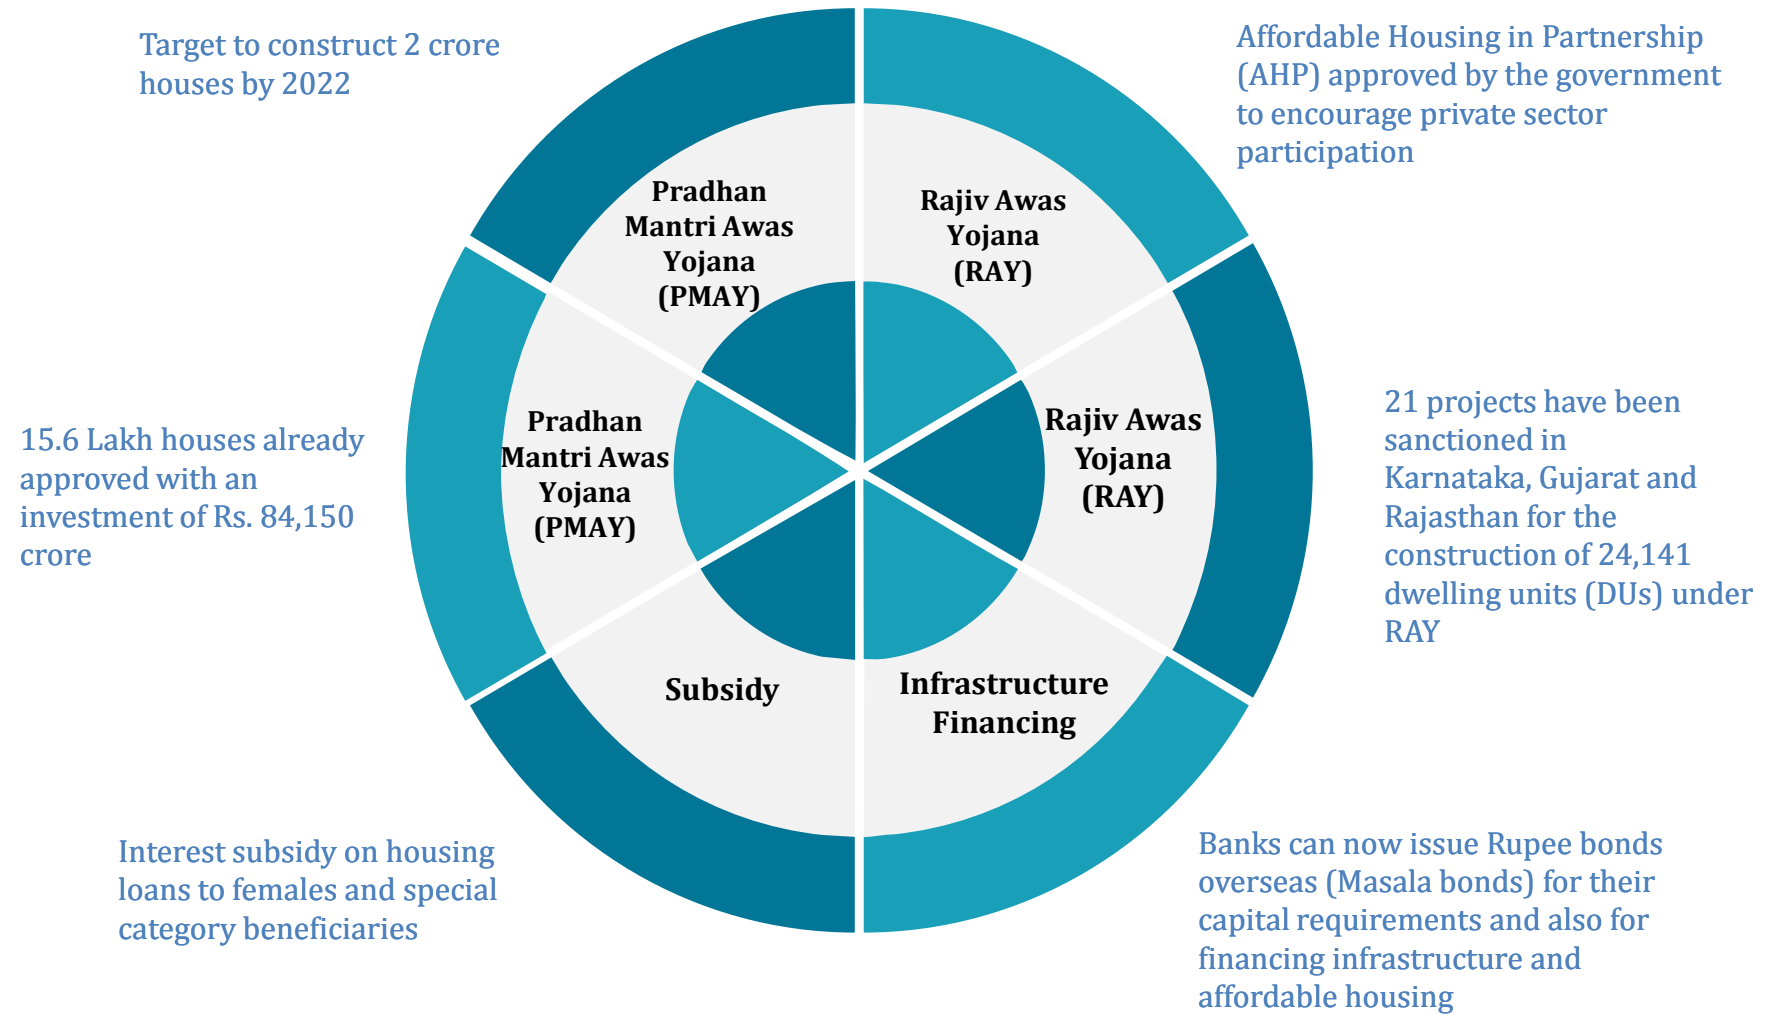 Target to construct 2 crore
houses by 2022
Affordable Housing in Partnership
(AHP) approved by the government
to encourage private sector
participation
Pradhan
Mantri Awas
Yojana
(PMAY)
Rajiv Awas
Yojana
(RAY)
15.6 Lakh houses already
approved with an
investment of Rs. 84,150
crore
Pradhan
Mantri Awas
Yojana
(PMAY)
Rajiv Awas
Yojana
(RAY)
21 projects have been
sanctioned in
Karnataka, Gujarat and
Rajasthan for the
construction of 24,141
dwelling units (DUs) under
RAY
Subsidy
Infrastructure
Financing
Interest subsidy on housing
loans to females and special
category beneficiaries
Banks can now issue Rupee bonds
overseas (Masala bonds) for their
capital requirements and also for
financing infrastructure and
affordable housing